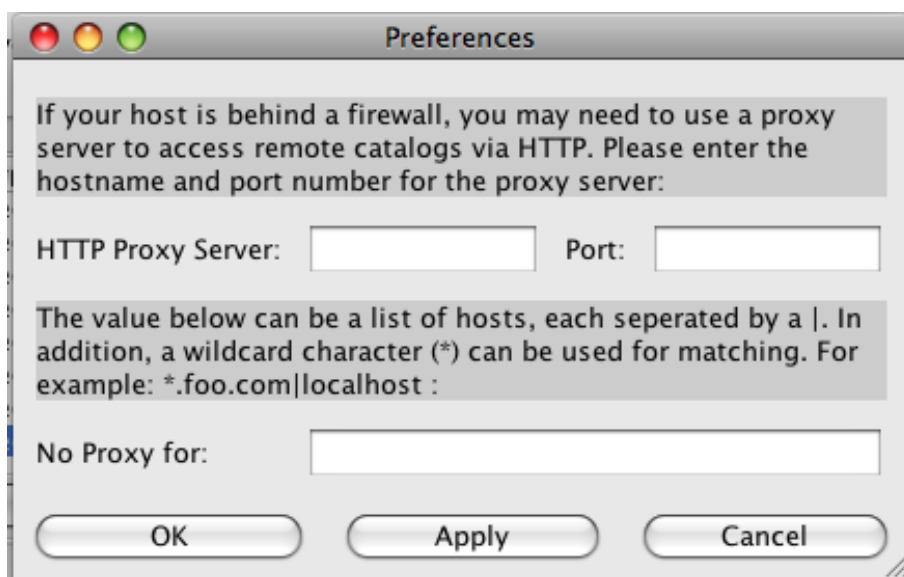 Preferences
If your host is behind a firewall, you may need to use a proxy
server to access remote catalogs via HTTP. Please enter the
hostname and port number for the proxy server:
HTTP Proxy Server: Port:
The value below can be a list of hosts, each seperated by a |. In
addition, a wildcard character (*) can be used for matching. For
example: *.foo.com|localhost :
No Proxy for:
OK Apply Cancel